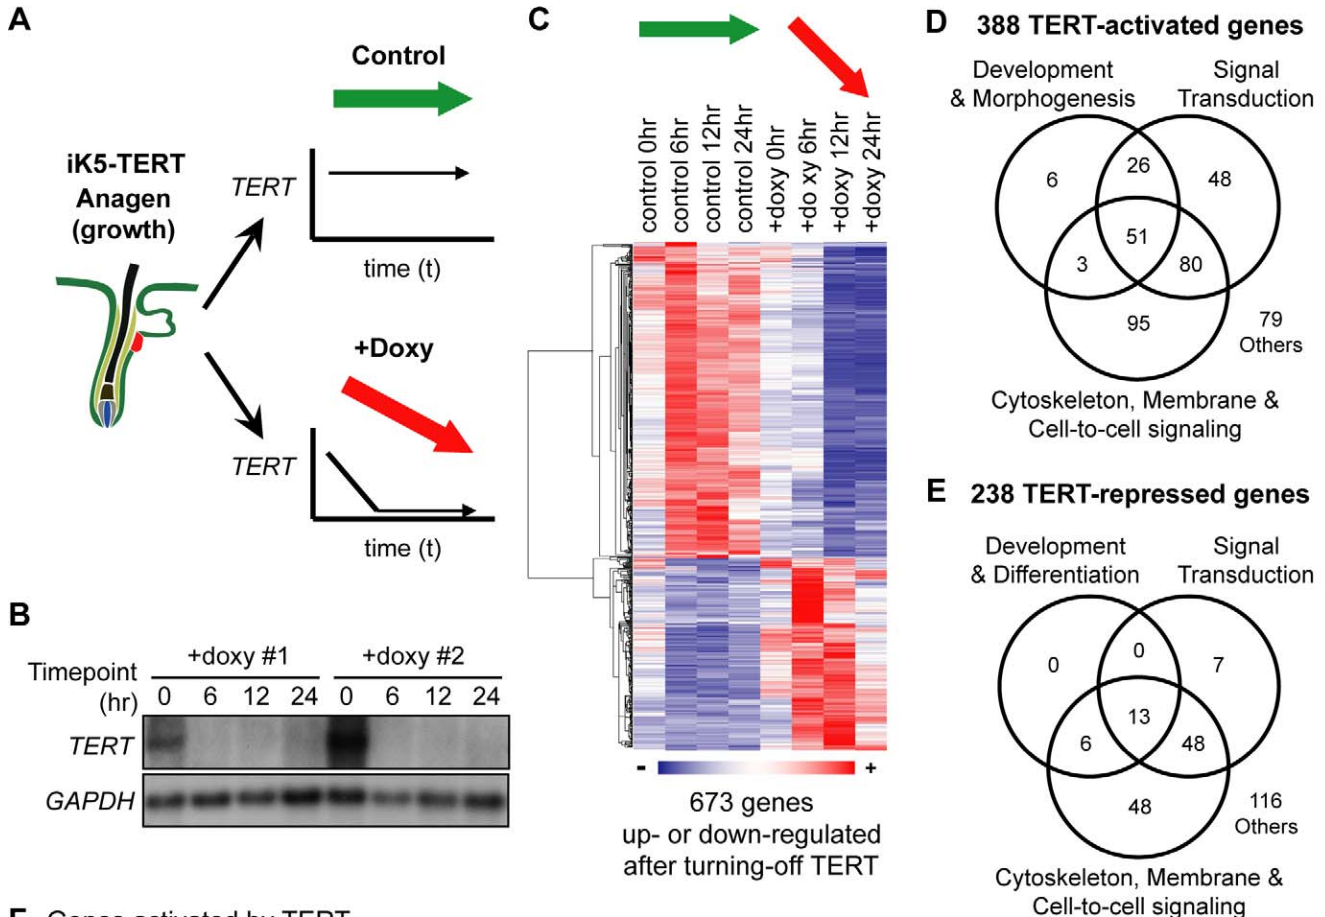 A
Control
iK5-TERT
Anagen
(growth)
TERT
time (t)
+Doxy
TERT
time (t)
B
Timepoint
(hr)
+doxy #1
+doxy #2
0 6 12 24 0 6 12 24
TERT
GAPDH
C
control 0hr
control 6hr
control 12hr
control 24hr
+doxy 0hr
+do xy 6hr
+doxy 12hr
+doxy 24hr
- +
673 genes
up- or down-regulated
after turning-off TERT
D 388 TERT-activated genes
Development
& Morphogenesis
Signal
Transduction
6 26 48
51
3 80
95
79
Others
Cytoskeleton, Membrane &
Cell-to-cell signaling
E 238 TERT-repressed genes
Development
& Differentiation
Signal
Transduction
0 0 7
13
6 48
48
116
Others
Cytoskeleton, Membrane &
Cell-to-cell signaling
F Genes activated by TERT